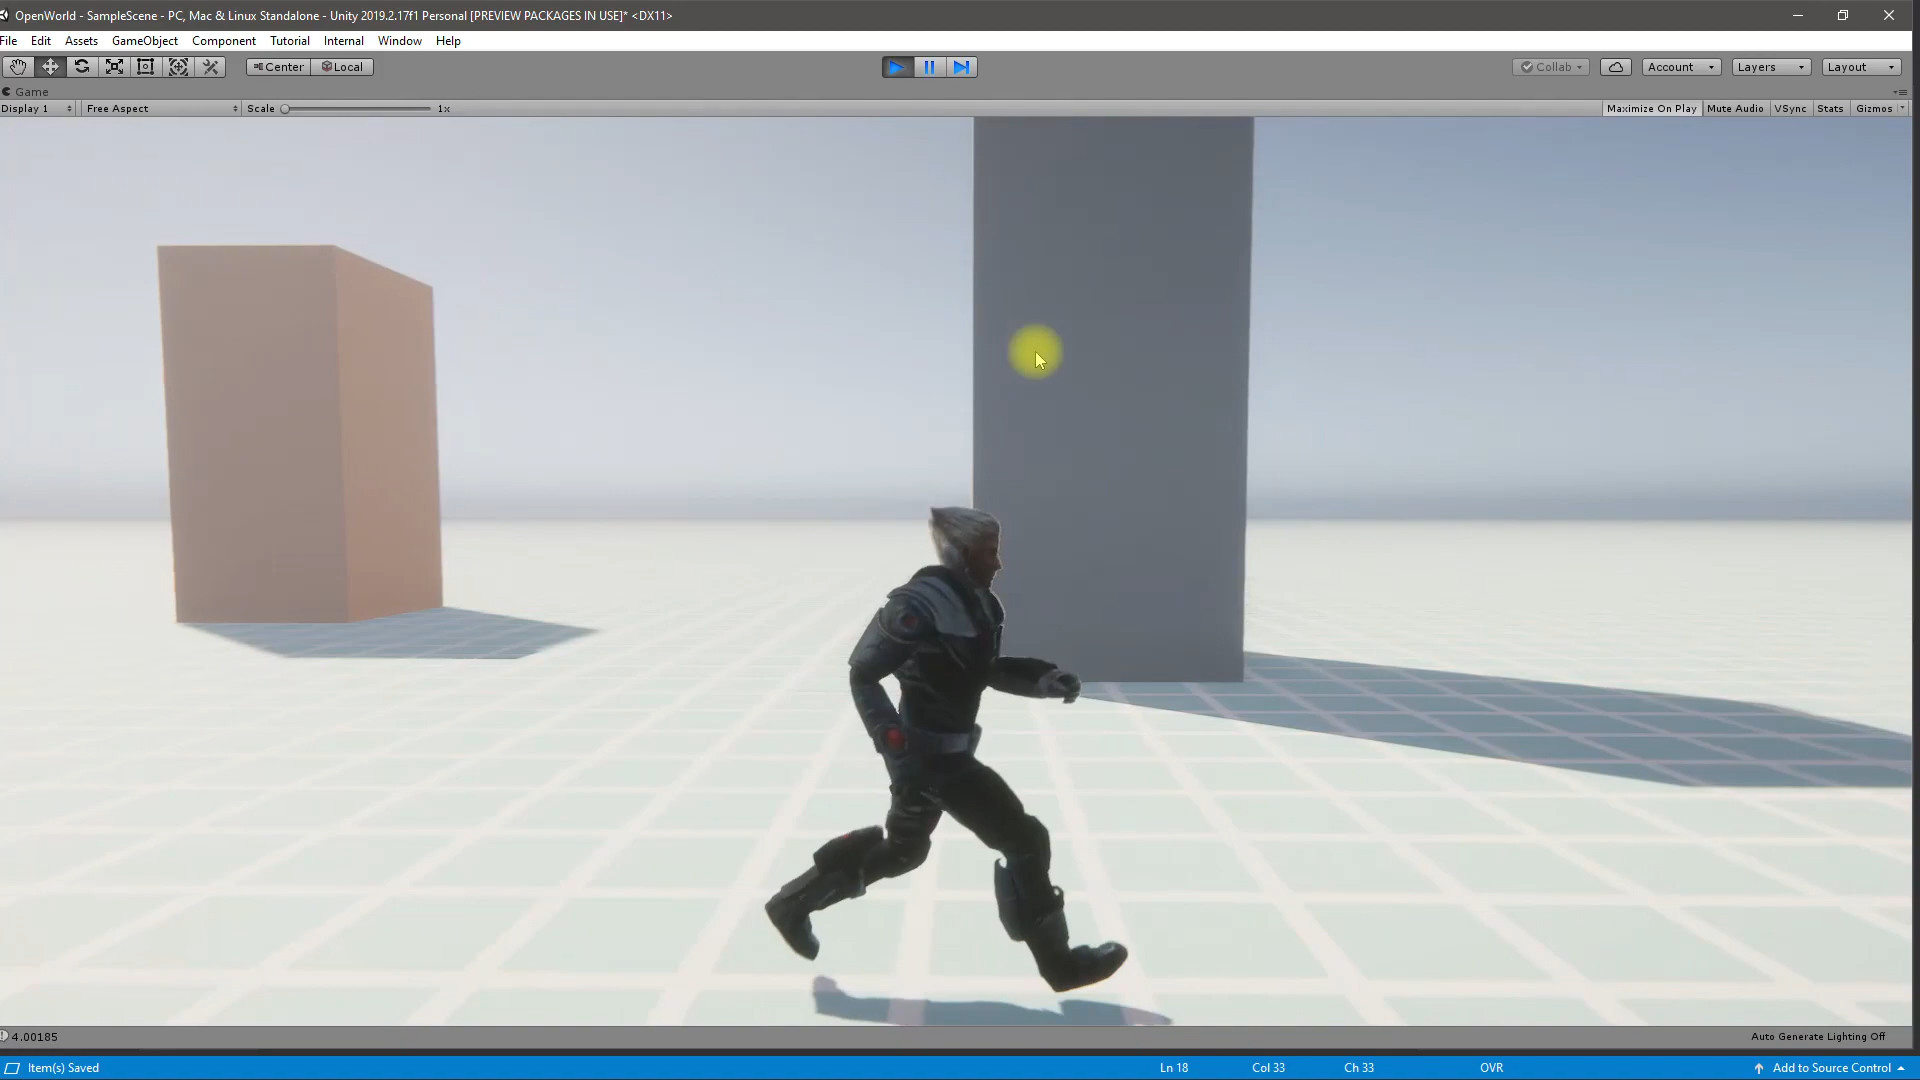 OpenWorld - SampleScene - PC, Mac & Linux Standalone - Unity 2019.2.17f1 Personal [PREVIEW PACKAGES IN USE]* <DX11>
File Edit Assets GameObject Component Tutorial Internal Window Help
Center Local Collab Account Layers Layout
Game
Display 1 Free Aspect Scale 1x Maximize On Play Mute Audio VSync Stats Gizmos
4.00185 Auto Generate Lighting Off
Item(s) Saved Ln 18 Col 33 Ch 33 OVR Add to Source Control